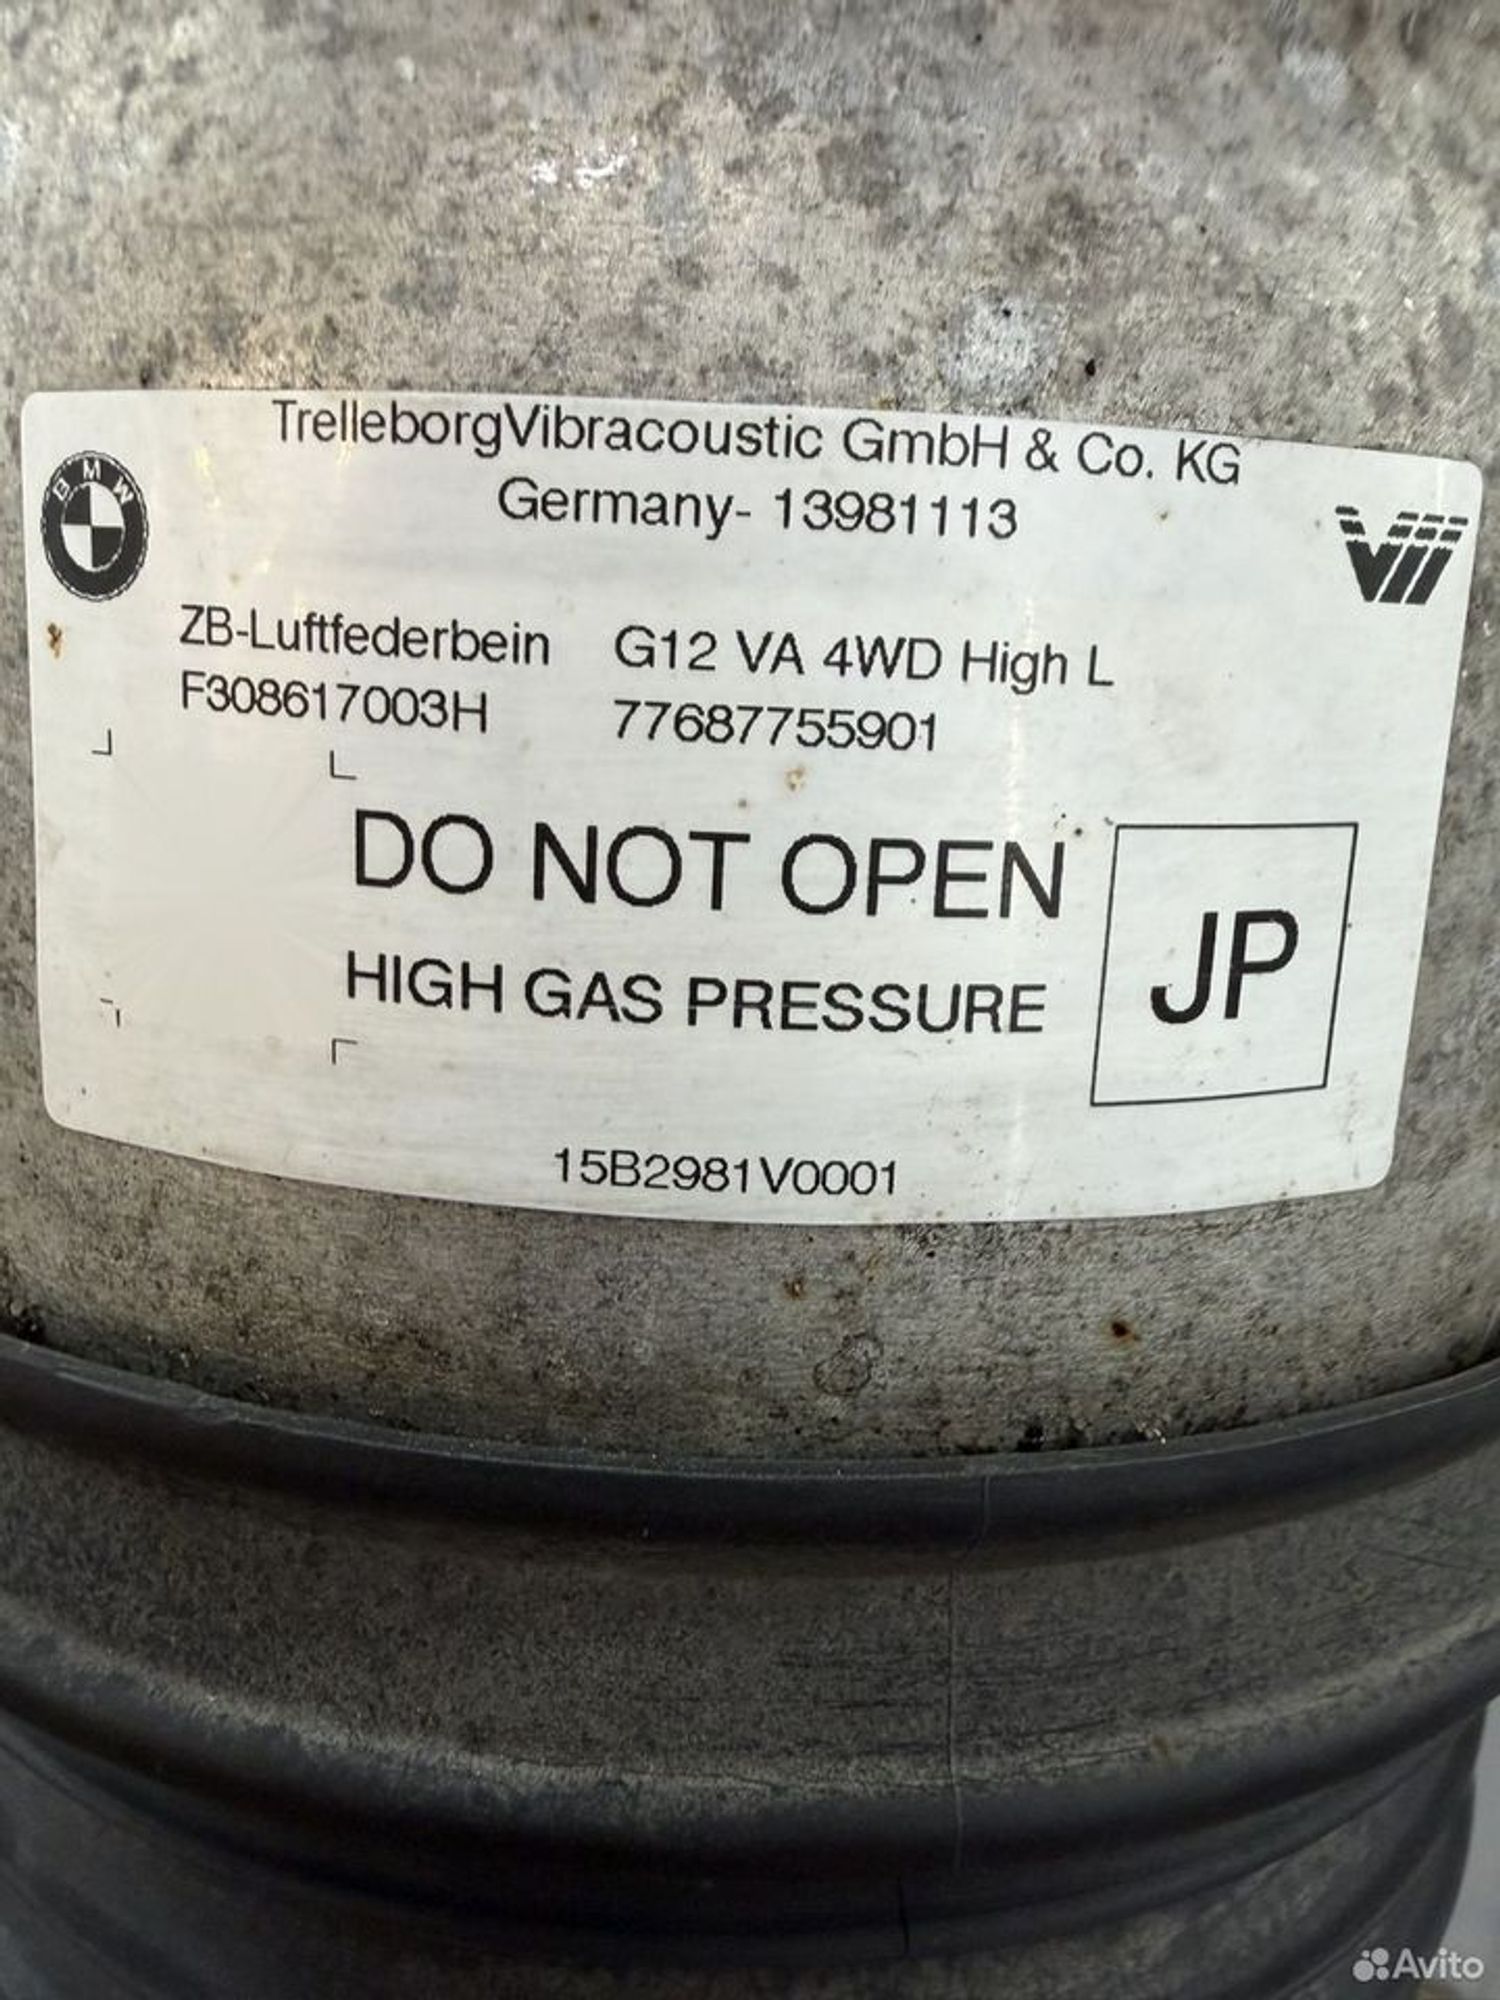 TrelleborgVibracoustic GmbH & Co. KG
Germany- 13981113
BMW
ZB-Luftfederbein G12 VA 4WD High L
F308617003H 77687755901
DO NOT OPEN
JP
HIGH GAS PRESSURE
15B2981V0001
Avito